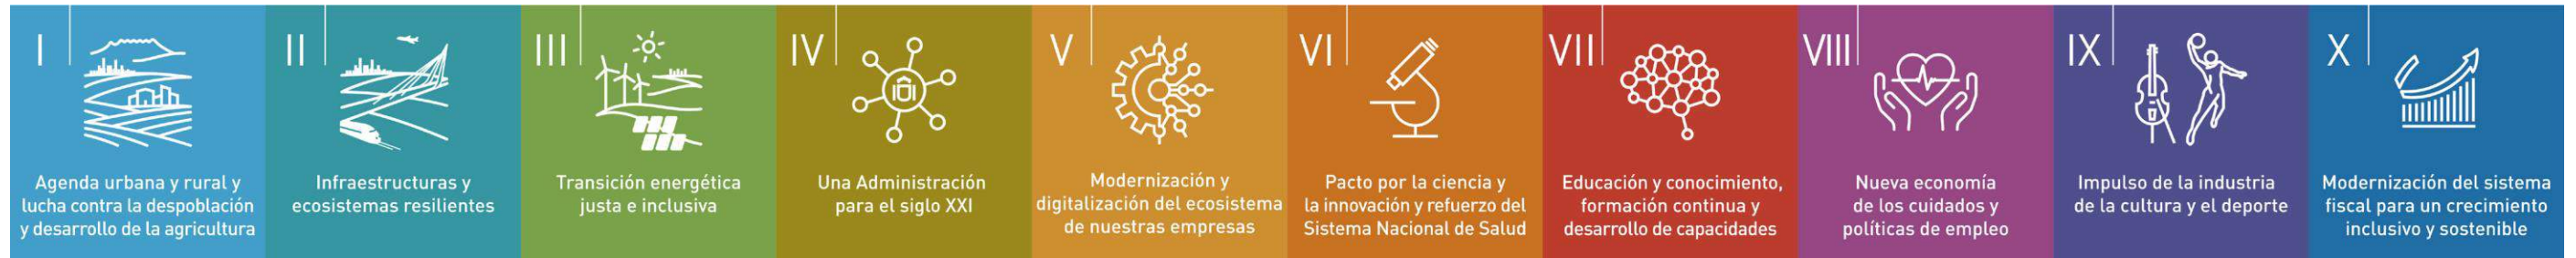 I
Agenda urbana y rural y
lucha contra la despoblación
y desarrollo de la agricultura
II
Infraestructuras y
ecosistemas resilientes
III
Transición energética
justa e inclusiva
IV
Una Administración
para el siglo XXI
V
Modernización y
digitalización del ecosistema
de nuestras empresas
VI
Pacto por la ciencia y
la innovación y refuerzo del
Sistema Nacional de Salud
VII
Educación y conocimiento,
formación continua y
desarrollo de capacidades
VIII
Nueva economía
de los cuidados y
políticas de empleo
IX
Impulso de la industria
de la cultura y el deporte
X
Modernización del sistema
fiscal para un crecimiento
inclusivo y sostenible